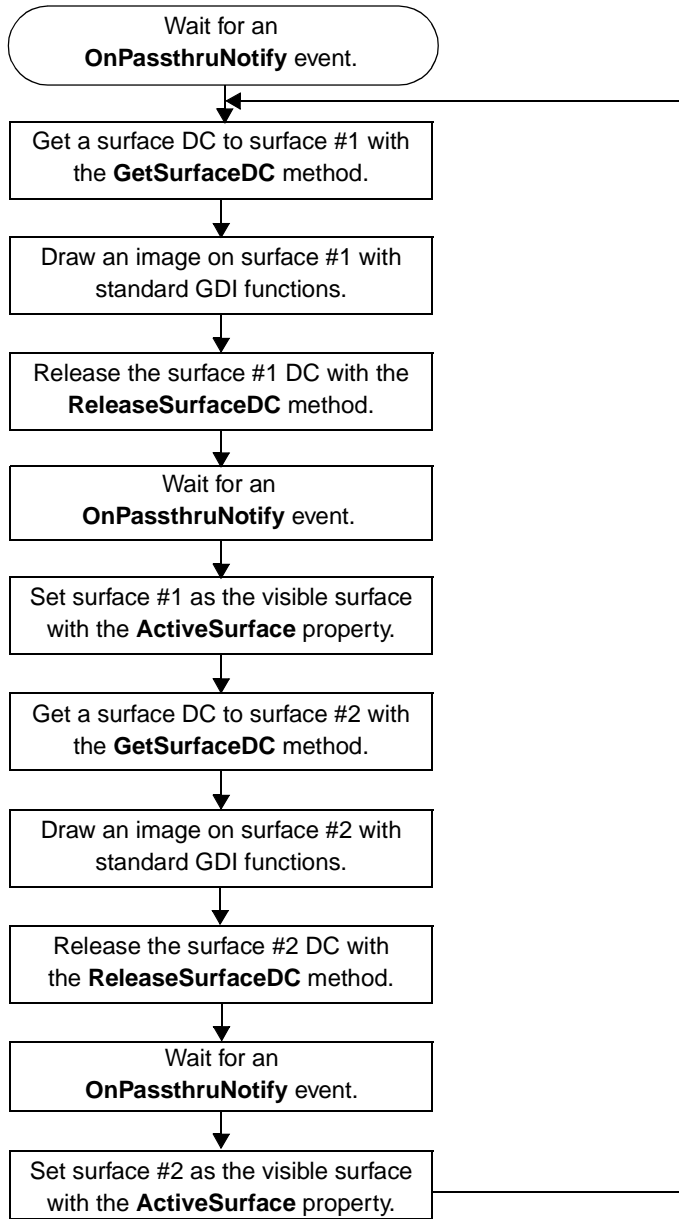 Wait for an
OnPassthruNotify event.
Get a surface DC to surface #1 with
the GetSurfaceDC method.
Draw an image on surface #1 with
standard GDI functions.
Release the surface #1 DC with the
ReleaseSurfaceDC method.
Wait for an
OnPassthruNotify event.
Set surface #1 as the visible surface
with the ActiveSurface property.
Get a surface DC to surface #2 with
the GetSurfaceDC method.
Draw an image on surface #2 with
standard GDI functions.
Release the surface #2 DC with
the ReleaseSurfaceDC method.
Wait for an
OnPassthruNotify event.
Set surface #2 as the visible surface
with the ActiveSurface property.